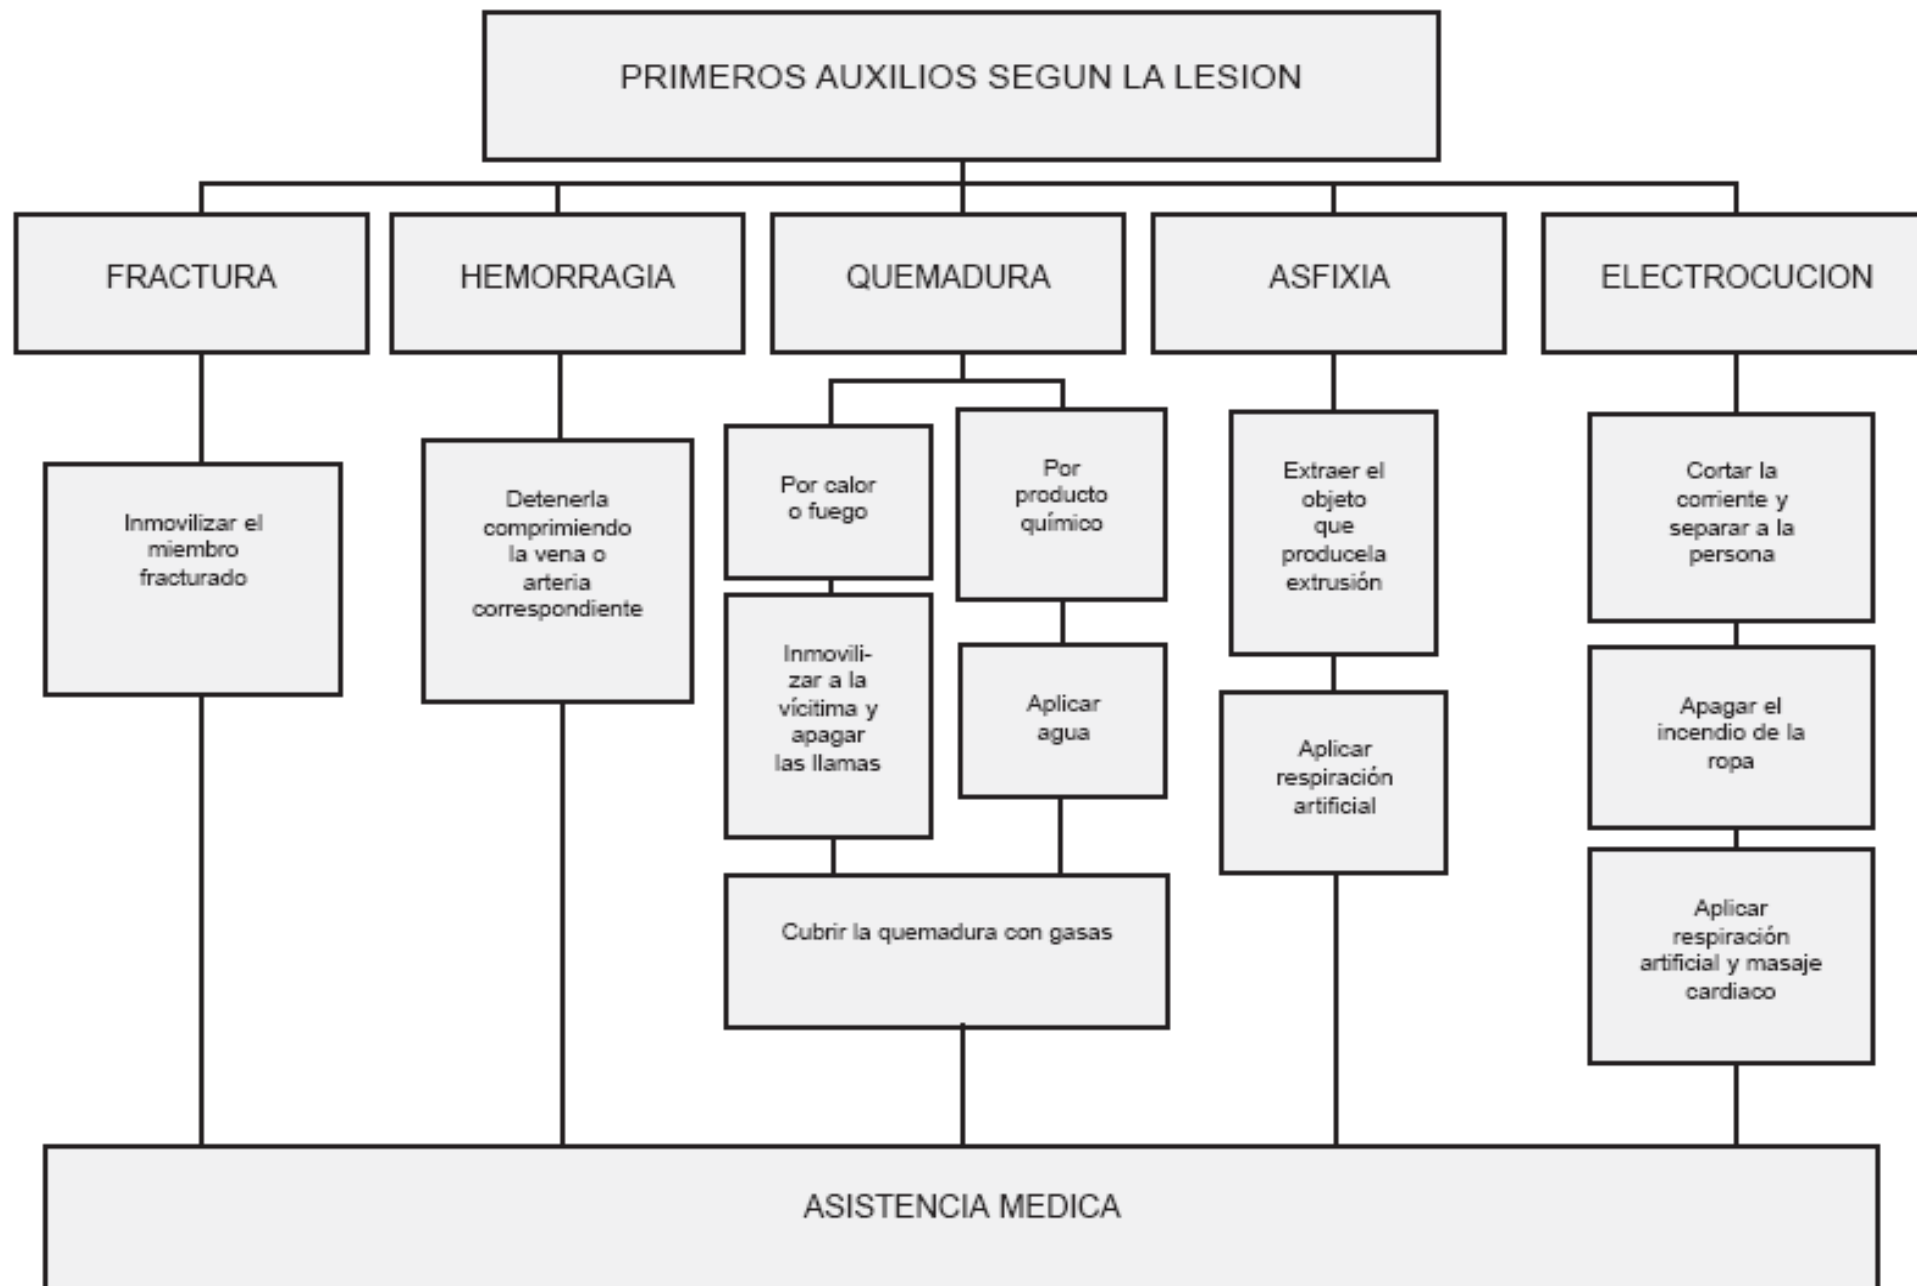 PRIMEROS AUXILIOS SEGUN LA LESION
FRACTURA
HEMORRAGIA
QUEMADURA
ASFIXIA
ELECTROCUCION
Inmovilizar el
miembro
fracturado
Detenerla
comprimiendo
la vena o
arteria
correspondiente
Por calor
o fuego
Inmovili-
zar a la
vícitima y
apagar
las llamas
Por
producto
químico
Aplicar
agua
Cubrir la quemadura con gasas
Extraer el
objeto
que
producela
extrusión
Aplicar
respiración
artificial
Cortar la
corriente y
separar a la
persona
Apagar el
incendio de la
ropa
Aplicar
respiración
artificial y masaje
cardiaco
ASISTENCIA MEDICA